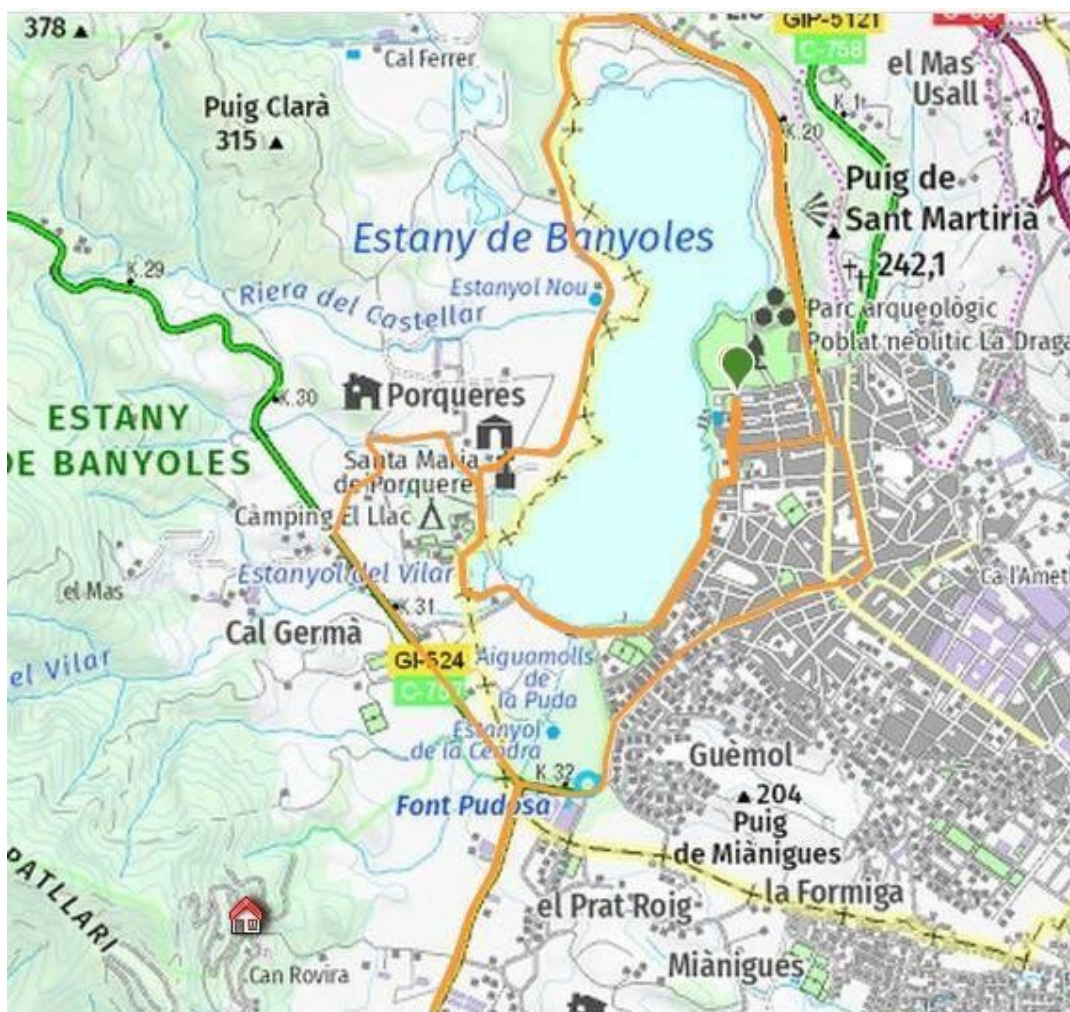 378
Cal Ferrer
GIP-5121
C-758
el Mas
Usall
Puig Clarà
315
K.20
K.47
Puig de
Sant Martirià
242,1
Estany de Banyoles
K.29
Estanyol Nou
Riera del Castellar
Parc arqueològic
Poblat neolític La Draga
Porqueres
K.30
ESTANY
DE BANYOLES
Santa Maria
de Porquere
Càmping El Llac
Estanyol del Vilar
el Mas
K.31
Ca l'Amet
Cal Germà
el Vilar
GI-524
Aiguamolls
de
la Puda
Estanyol
de la Cendra
Guèmol
K.32
Font Pudosa
204
Puig
de Miànigues
la Formiga
PATLLARI
el Prat Roig
Can Rovira
Miànigues